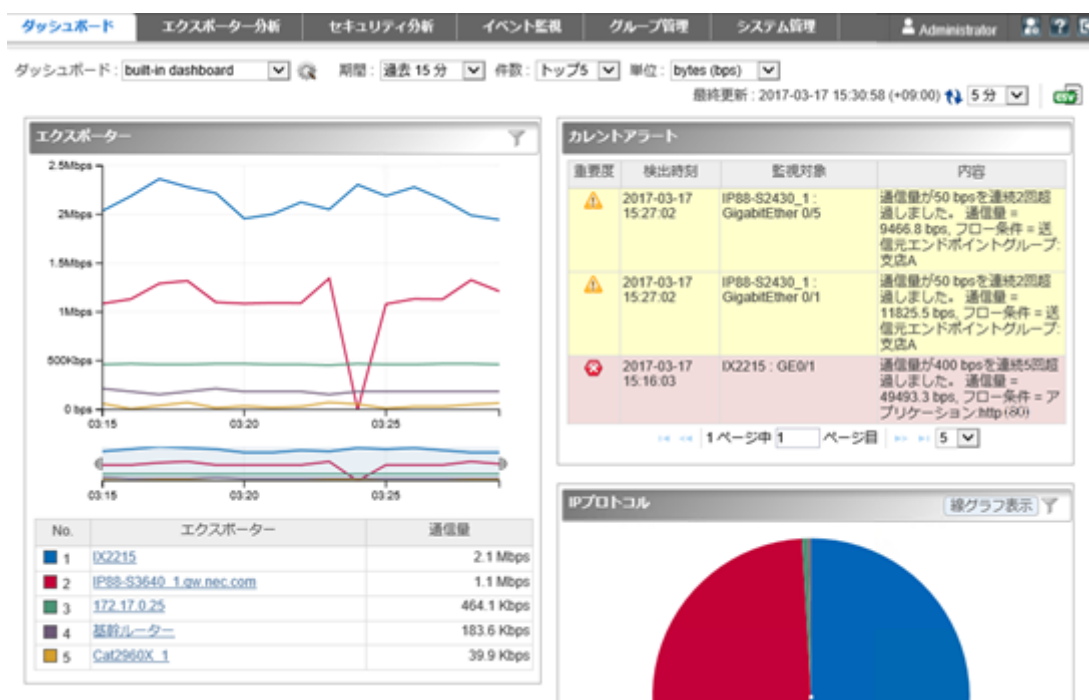 ダッシュボード エクスポーター分析 セキュリティ分析 イベント監視 グループ管理 システム管理 Administrator
ダッシュボード : built-in dashboard 期間 : 過去 15 分 件数 : トップ5 単位 : bytes (bps)
最終更新 : 2017-03-17 15:30:58 (+09:00) 5 分 CSV
エクスポーター
2.5Mbps
2Mbps
1.5Mbps
1Mbps
500Kbps
0 bps
03:15 03:20 03:25
03:15 03:20 03:25
No. エクスポーター 通信量
1 IX2215 2.1 Mbps
2 IP88-S3640_1.gw.nec.com 1.1 Mbps
3 172.17.0.25 464.1 Kbps
4 基幹ルーター 183.6 Kbps
5 Cat2960X_1 39.9 Kbps
カレントアラート
重要度 検出時刻 監視対象 内容
2017-03-17 IP88-S2430_1 : 通信量が50 bpsを連続2回超
15:27:02 GigabitEther 0/5 過しました。 通信量 =
9466.8 bps, フロー条件 = 送
信元エンドポイントグループ:
支店A
2017-03-17 IP88-S2430_1 : 通信量が50 bpsを連続2回超
15:27:02 GigabitEther 0/1 過しました。 通信量 =
11825.5 bps, フロー条件 = 送
信元エンドポイントグループ:
支店A
2017-03-17 IX2215 : GE0/1 通信量が400 bpsを連続5回超
15:16:03 過しました。 通信量 =
49493.3 bps, フロー条件 = ア
プリケーション:http(80)
1 ページ中 1 ページ目 5
IPプロトコル 線グラフ表示